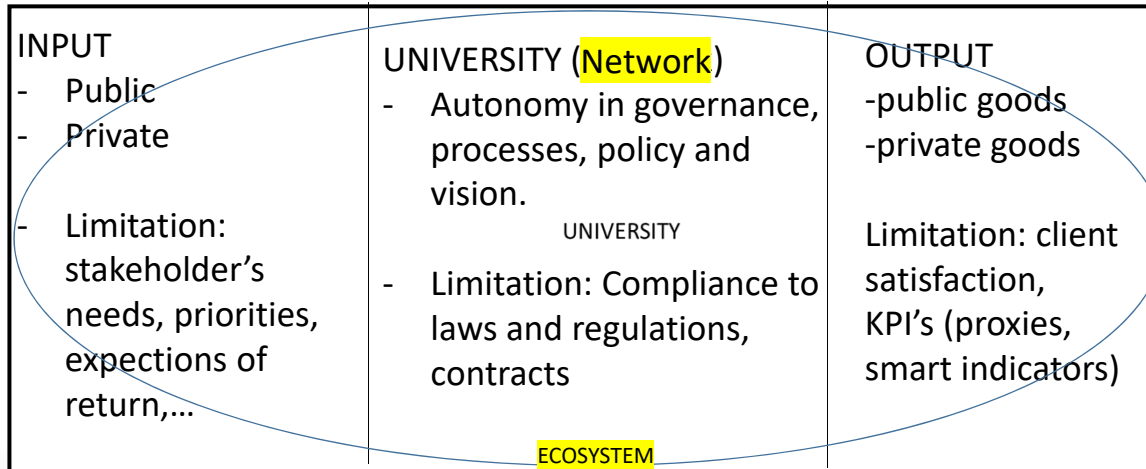 INPUT
- Public
- Private
- Limitation:
stakeholder's
needs, priorities,
expections of
return,...
UNIVERSITY (Network)
- Autonomy in governance,
processes, policy and
vision.
UNIVERSITY
- Limitation: Compliance to
laws and regulations,
contracts
ECOSYSTEM
OUTPUT
-public goods
-private goods
Limitation: client
satisfaction,
KPI's (proxies,
smart indicators)